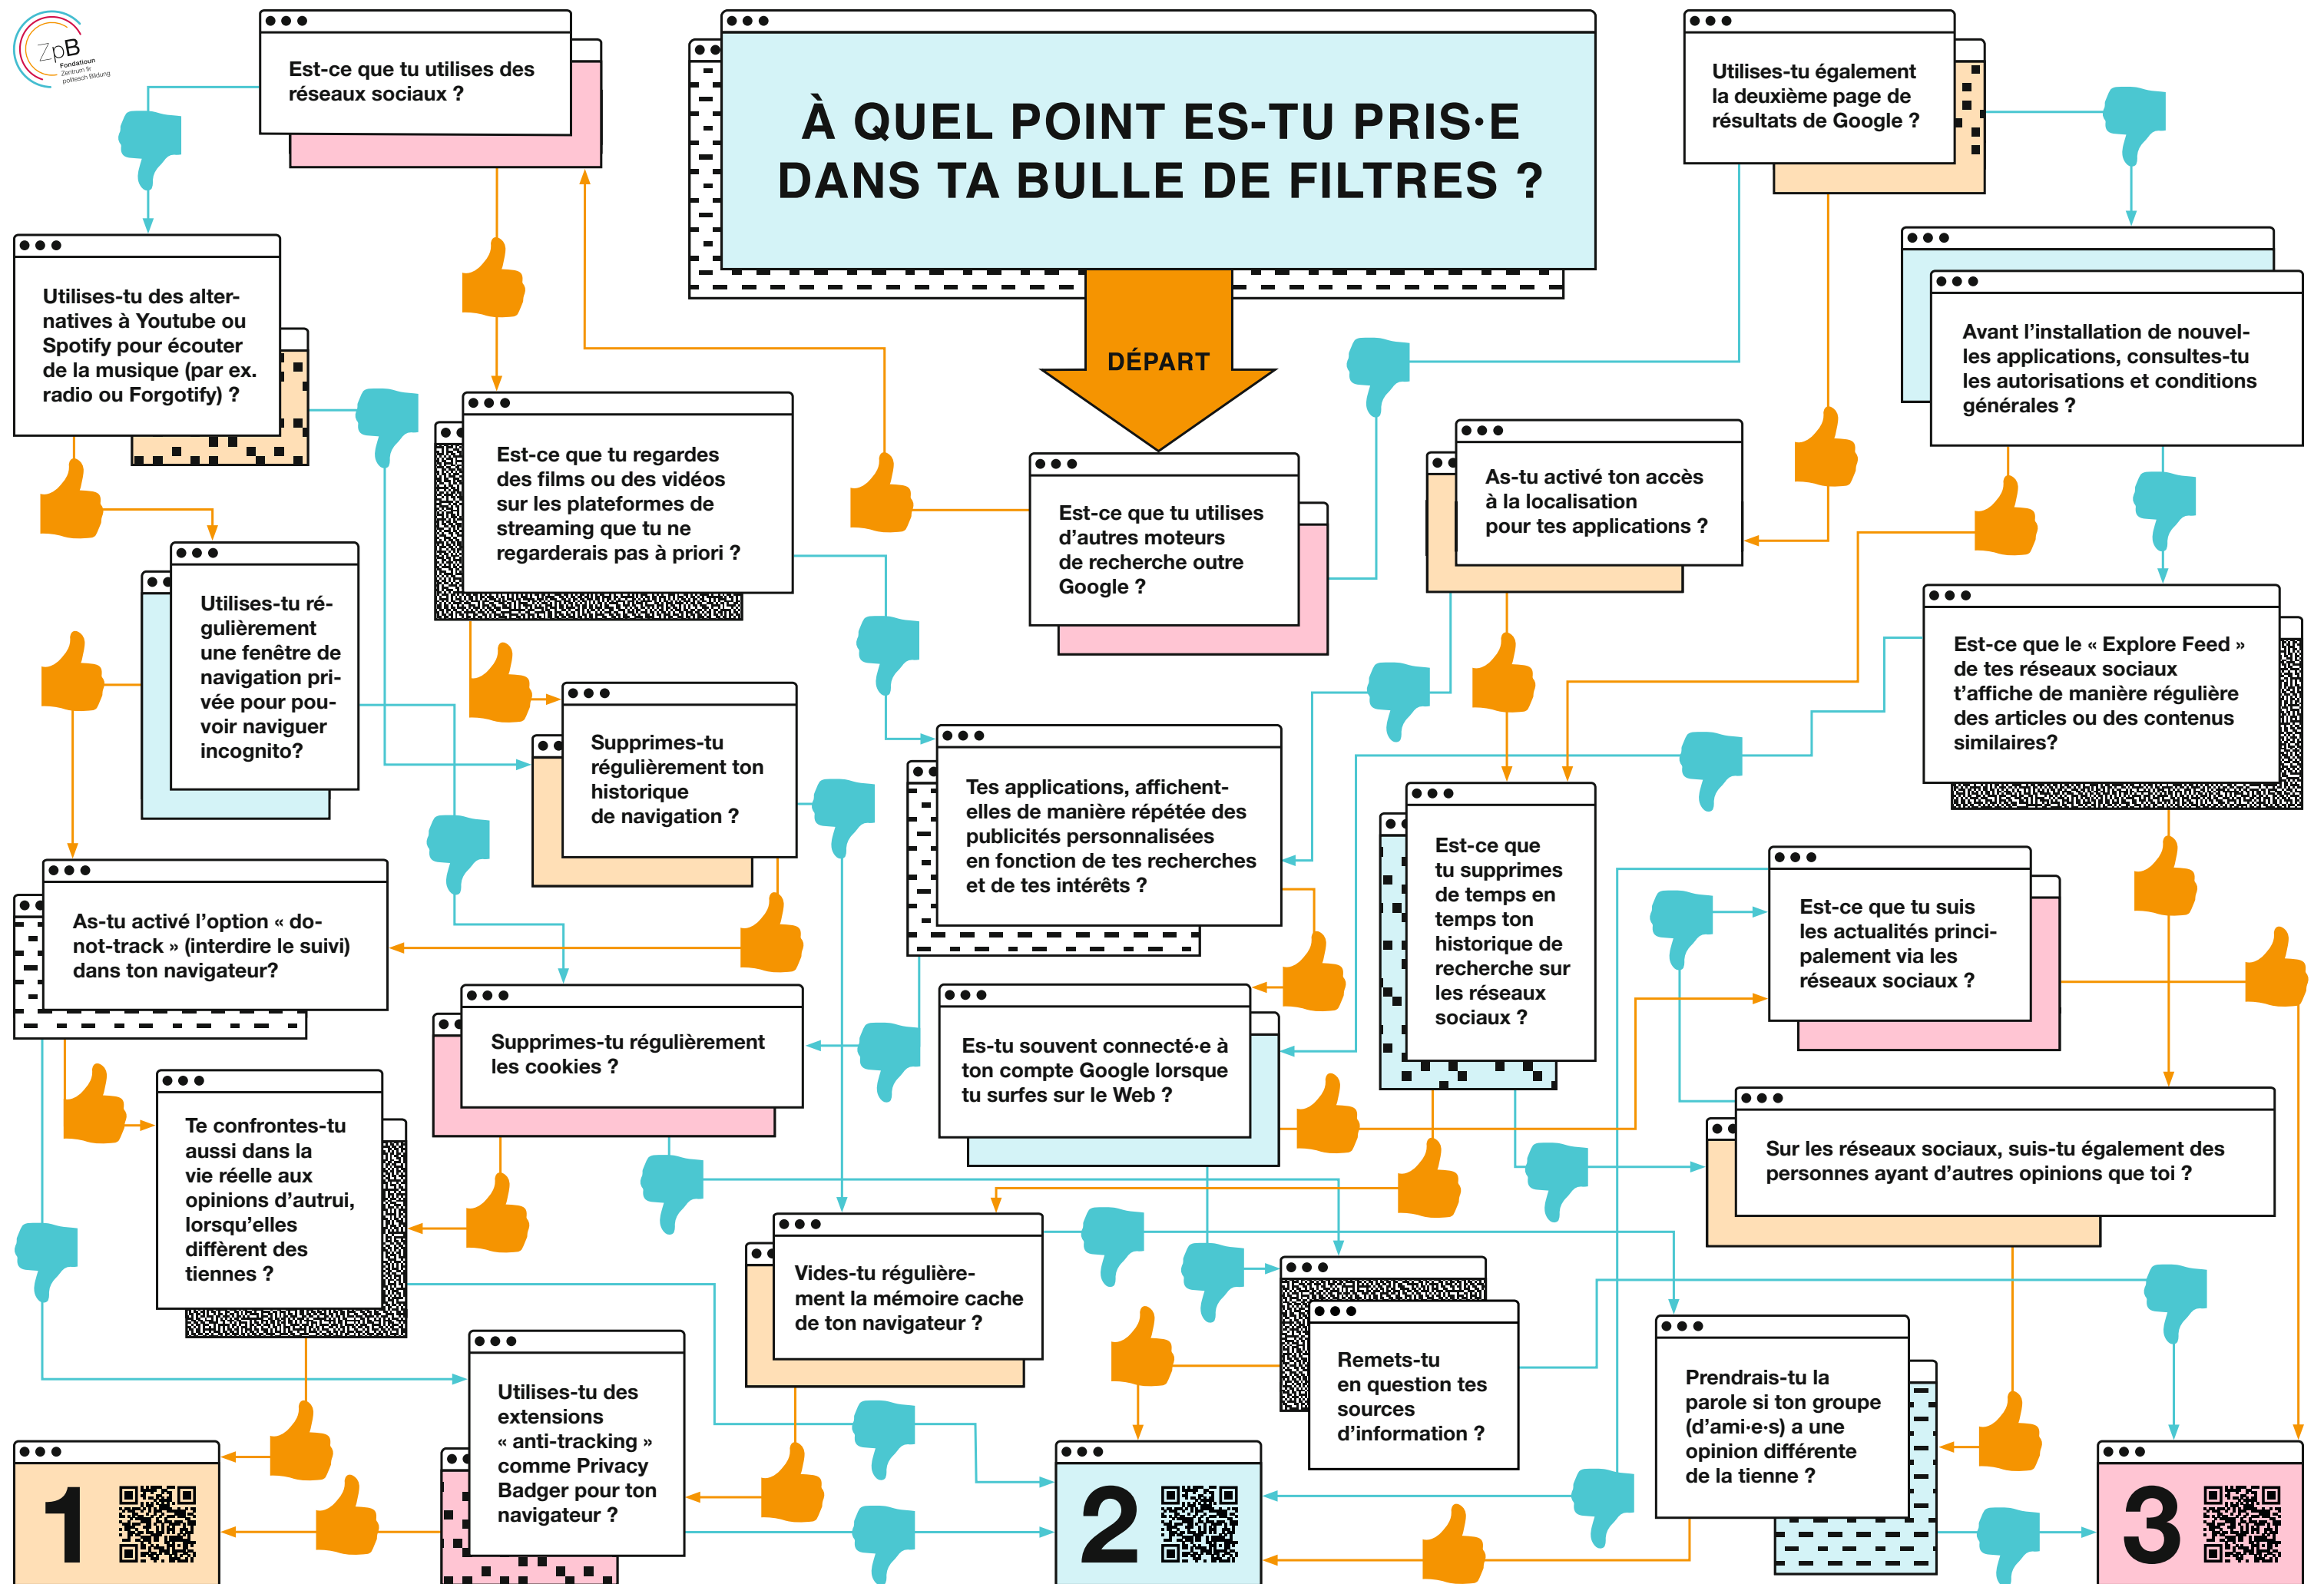 ZpB
Fondatioun
Zentrum fir
politesch Bildung
Est-ce que tu utilises des
réseaux sociaux ?
À QUEL POINT ES-TU PRIS·E
DANS TA BULLE DE FILTRES ?
DÉPART
Utilises-tu également
la deuxième page de
résultats de Google ?
Utilises-tu des alter-
natives à Youtube ou
Spotify pour écouter
de la musique (par ex.
radio ou Forgotify) ?
Avant l’installation de nouvel-
les applications, consultes-tu
les autorisations et conditions
générales ?
Est-ce que tu regardes
des films ou des vidéos
sur les plateformes de
streaming que tu ne
regarderais pas à priori ?
Est-ce que tu utilises
d’autres moteurs
de recherche outre
Google ?
As-tu activé ton accès
à la localisation
pour tes applications ?
Utilises-tu ré-
gulièrement
une fenêtre de
navigation pri-
vée pour pou-
voir naviguer
incognito?
Est-ce que le « Explore Feed »
de tes réseaux sociaux
t’affiche de manière régulière
des articles ou des contenus
similaires?
Supprimes-tu
régulièrement ton
historique
de navigation ?
Tes applications, affichent-
elles de manière répétée des
publicités personnalisées
en fonction de tes recherches
et de tes intérêts ?
Est-ce que
tu supprimes
de temps en
temps ton
historique de
recherche sur
les réseaux
sociaux ?
Est-ce que tu suis
les actualités princi-
palement via les
réseaux sociaux ?
As-tu activé l’option « do-
not-track » (interdire le suivi)
dans ton navigateur?
Supprimes-tu régulièrement
les cookies ?
Es-tu souvent connecté·e à
ton compte Google lorsque
tu surfes sur le Web ?
Te confrontes-tu
aussi dans la
vie réelle aux
opinions d’autrui,
lorsqu’elles
diffèrent des
tiennes ?
Sur les réseaux sociaux, suis-tu également des
personnes ayant d’autres opinions que toi ?
Vides-tu régulière-
ment la mémoire cache
de ton navigateur ?
Remets-tu
en question tes
sources
d’information ?
Prendrais-tu la
parole si ton groupe
(d’ami·e·s) a une
opinion différente
de la tienne ?
Utilises-tu des
extensions
« anti-tracking »
comme Privacy
Badger pour ton
navigateur ?
1
2
3